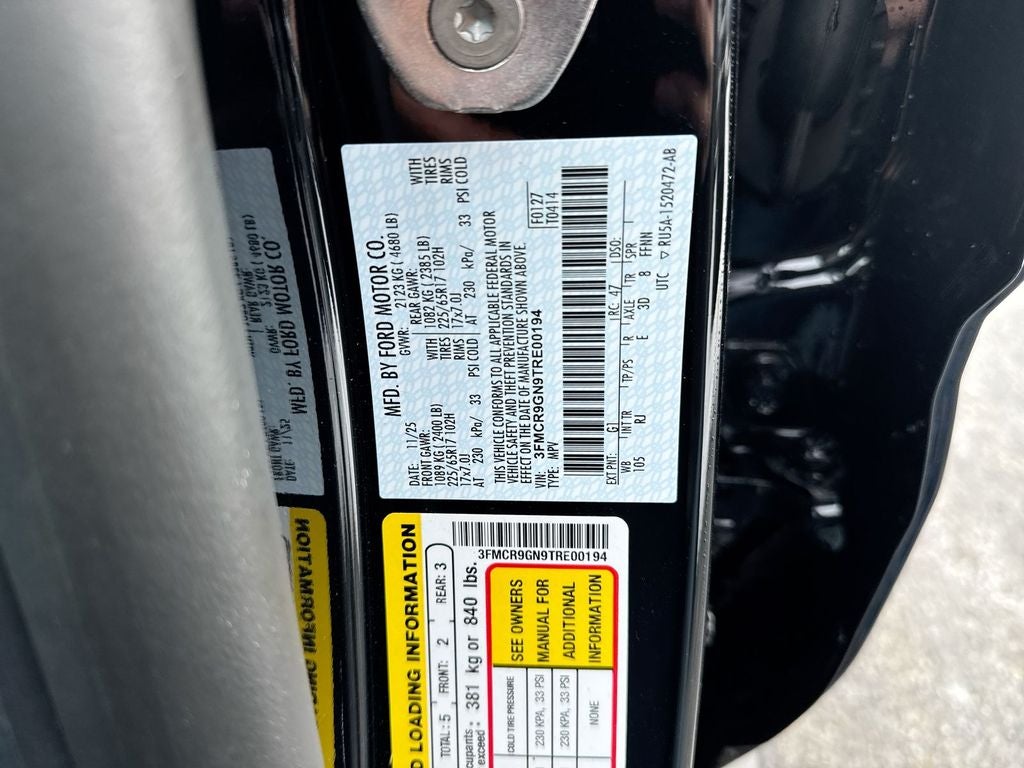 MFD. BY FORD MOTOR CO.
DATE: 11/25 GVWR: 2123 KG ( 4680 LB)
FRONT GAWR: REAR GAWR:
1089 KG ( 2400 LB) WITH 1082 KG ( 2385 LB) WITH
225/65R17 102H TIRES 225/65R17 102H TIRES
17x7.0J RIMS 17x7.0J RIMS
AT 230 kPa/ 33 PSI COLD AT 230 kPa/ 33 PSI COLD
THIS VEHICLE CONFORMS TO ALL APPLICABLE FEDERAL MOTOR
VEHICLE SAFETY AND THEFT PREVENTION STANDARDS IN
EFFECT ON THE DATE OF MANUFACTURE SHOWN ABOVE.
VIN: 3FMCR9GN9TRE00194
TYPE: MPV
F0127
T0414
EXT PNT: G1 RC: 47 DSO:
WB INT TR TP/PS R AXLE TR SPR
105 RJ E 3D 8 FFNN
UTC ▽ RU5A-1520472-AB
LOADING INFORMATION
TOTAL: 5 FRONT: 2 REAR: 3
381 kg or 840 lbs.
3FMCR9GN9TRE00194
COLD TIRE PRESSURE
230 KPA, 33 PSI
230 KPA, 33 PSI
NONE
SEE OWNERS
MANUAL FOR
ADDITIONAL
INFORMATION